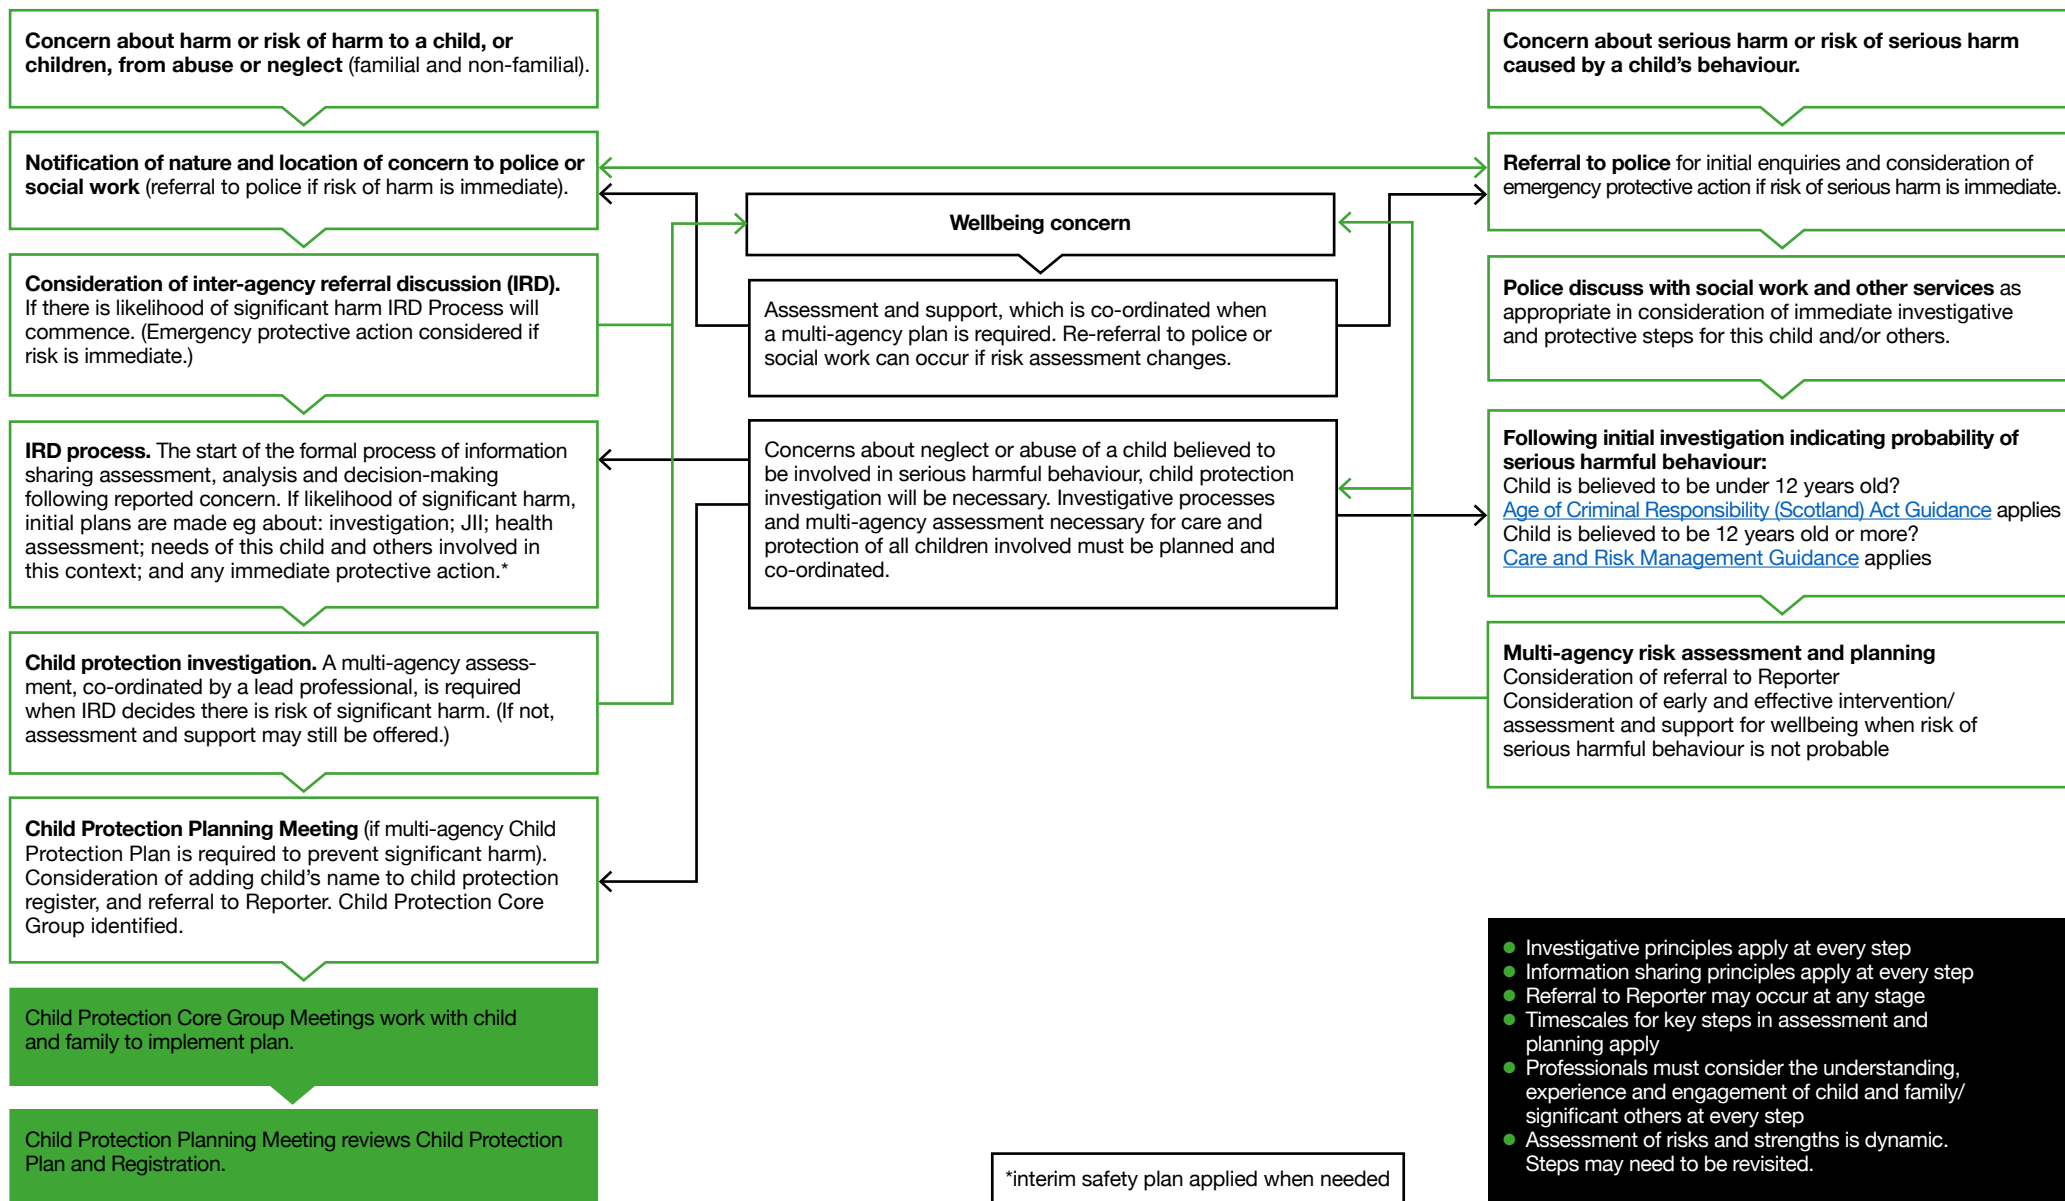 Concern about harm or risk of harm to a child, or
children, from abuse or neglect (familial and non-familial).
Notification of nature and location of concern to police or
social work (referral to police if risk of harm is immediate).
Consideration of inter-agency referral discussion (IRD).
If there is likelihood of significant harm IRD Process will
commence. (Emergency protective action considered if
risk is immediate.)
IRD process. The start of the formal process of information
sharing assessment, analysis and decision-making
following reported concern. If likelihood of significant harm,
initial plans are made eg about: investigation; JII; health
assessment; needs of this child and others involved in
this context; and any immediate protective action.*
Child protection investigation. A multi-agency assess-
ment, co-ordinated by a lead professional, is required
when IRD decides there is risk of significant harm. (If not,
assessment and support may still be offered.)
Child Protection Planning Meeting (if multi-agency Child
Protection Plan is required to prevent significant harm).
Consideration of adding child's name to child protection
register, and referral to Reporter. Child Protection Core
Group identified.
Child Protection Core Group Meetings work with child
and family to implement plan.
Child Protection Planning Meeting reviews Child Protection
Plan and Registration.
Wellbeing concern
Assessment and support, which is co-ordinated when
a multi-agency plan is required. Re-referral to police or
social work can occur if risk assessment changes.
Concerns about neglect or abuse of a child believed to
be involved in serious harmful behaviour, child protection
investigation will be necessary. Investigative processes
and multi-agency assessment necessary for care and
protection of all children involved must be planned and
co-ordinated.
*interim safety plan applied when needed
Concern about serious harm or risk of serious harm
caused by a child's behaviour.
Referral to police for initial enquiries and consideration of
emergency protective action if risk of serious harm is immediate.
Police discuss with social work and other services as
appropriate in consideration of immediate investigative
and protective steps for this child and/or others.
Following initial investigation indicating probability of
serious harmful behaviour:
Child is believed to be under 12 years old?
Age of Criminal Responsibility (Scotland) Act Guidance applies
Child is believed to be 12 years old or more?
Care and Risk Management Guidance applies
Multi-agency risk assessment and planning
Consideration of referral to Reporter
Consideration of early and effective intervention/
assessment and support for wellbeing when risk of
serious harmful behaviour is not probable
● Investigative principles apply at every step
● Information sharing principles apply at every step
● Referral to Reporter may occur at any stage
● Timescales for key steps in assessment and
planning apply
● Professionals must consider the understanding,
experience and engagement of child and family/
significant others at every step
● Assessment of risks and strengths is dynamic.
Steps may need to be revisited.